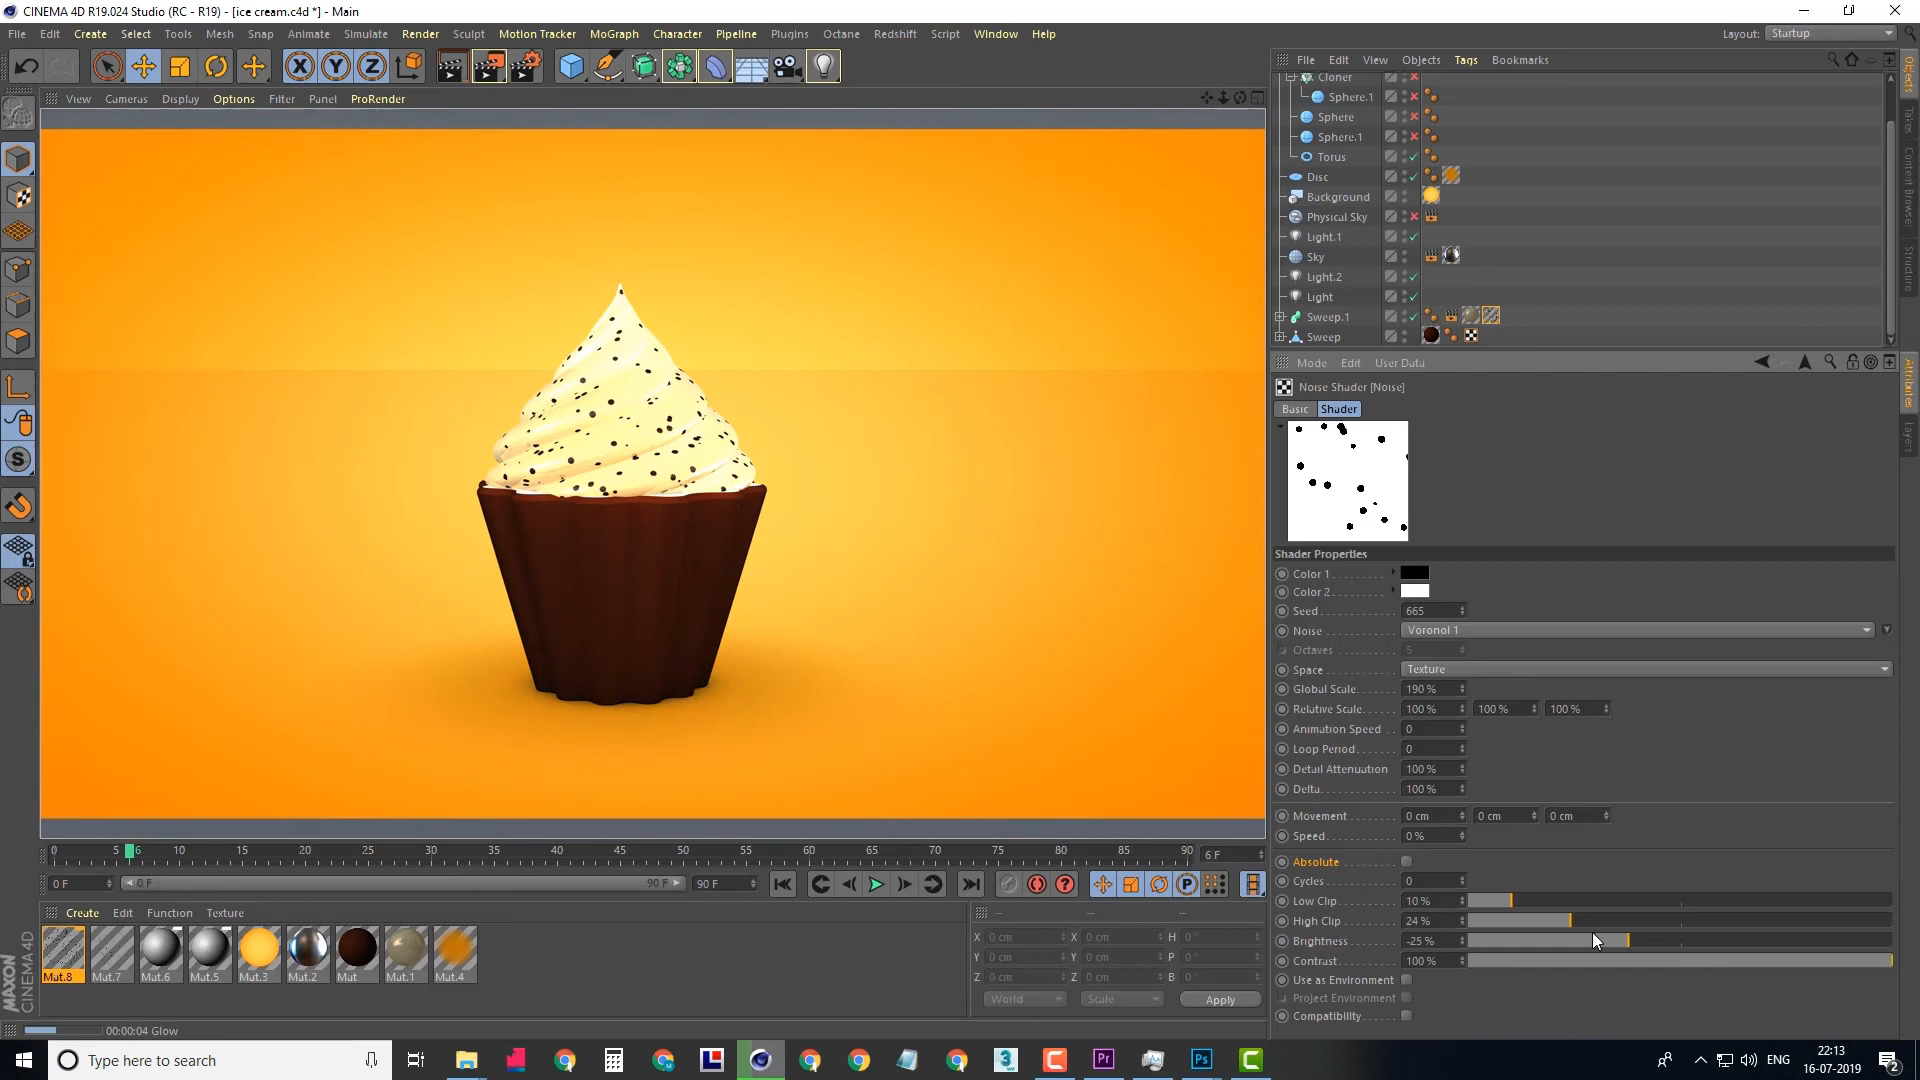 CINEMA 4D R19.024 Studio (RC - R19) - [ice cream.c4d *] - Main
File Edit Create Select Tools Mesh Snap Animate Simulate Render Sculpt Motion Tracker MoGraph Character Pipeline Plugins Octane Redshift Script Window Help Layout: Startup
File Edit View Objects Tags Bookmarks
View Cameras Display Options Filter Panel ProRender
Cloner
Sphere.1
Sphere
Sphere.1
Torus
Disc
Background
Physical Sky
Light.1
Sky
Light.2
Light
Sweep.1
Sweep
Objects
Takes
Content Browser
Structure
Mode Edit User Data
Noise Shader [Noise]
Basic Shader
Attributes
Layers
Shader Properties
Color 1
Color 2
Seed 665
Noise Voronoi 1
Octaves 5
Space Texture
Global Scale 190 %
Relative Scale 100 % 100 % 100 %
Animation Speed 0
Loop Period 0
Detail Attenuation 100 %
Delta 100 %
Movement 0 cm 0 cm 0 cm
Speed 0 %
Absolute
Cycles 0
Low Clip 10 %
High Clip 24 %
Brightness -25 %
Contrast 100 %
Use as Environment
Project Environment
Compatibility
0 5 6 10 15 20 25 30 35 40 45 50 55 60 65 70 75 80 85 90 6 F
0 F 0 F 90 F 90 F
Create Edit Function Texture
Mat.8 Mat.7 Mat.6 Mat.5 Mat.3 Mat.2 Mat Mat.1 Mat.4
-- -- --
X 0 cm X 0 cm H 0°
Y 0 cm Y 0 cm P 0°
Z 0 cm Z 0 cm B 0°
World Scale Apply
MAXON
CINEMA 4D
00:00:04 Glow
Type here to search
ENG
22:13
16-07-2019
2